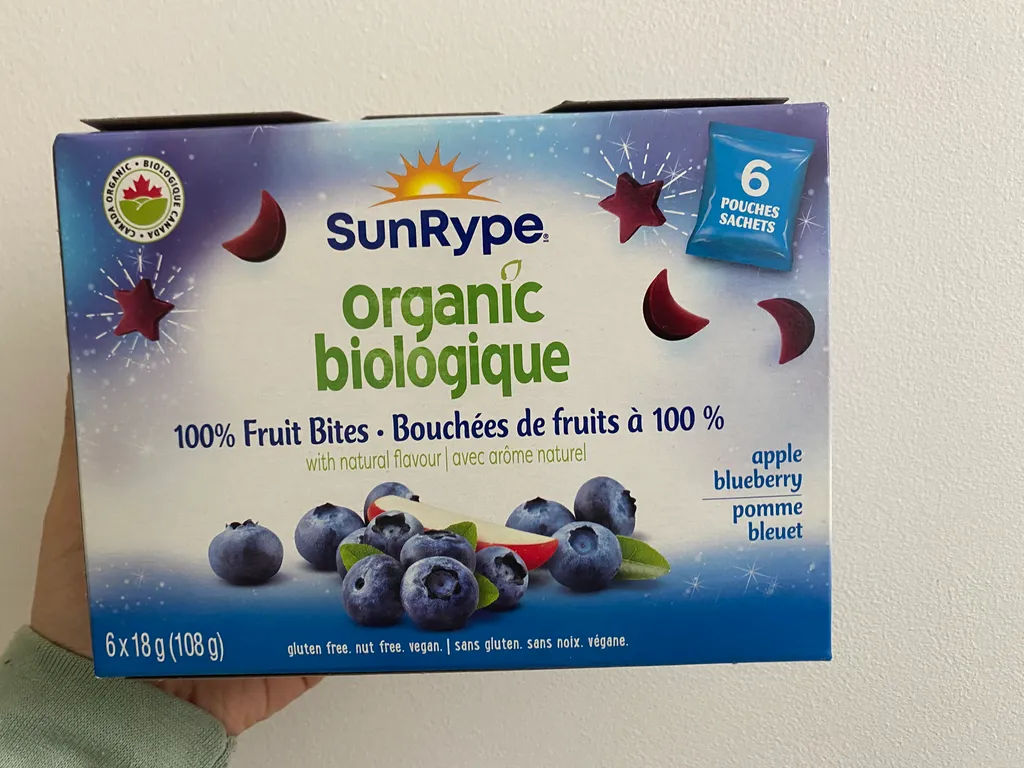 CANADA ORGANIC • BIOLOGIQUE CANADA •
SunRype®
6
POUCHES
SACHETS
organic
biologique
100% Fruit Bites • Bouchées de fruits à 100 %
with natural flavour | avec arôme naturel
apple
blueberry
pomme
bleuet
6 x 18 g (108 g)
gluten free. nut free. vegan. | sans gluten. sans noix. végane.